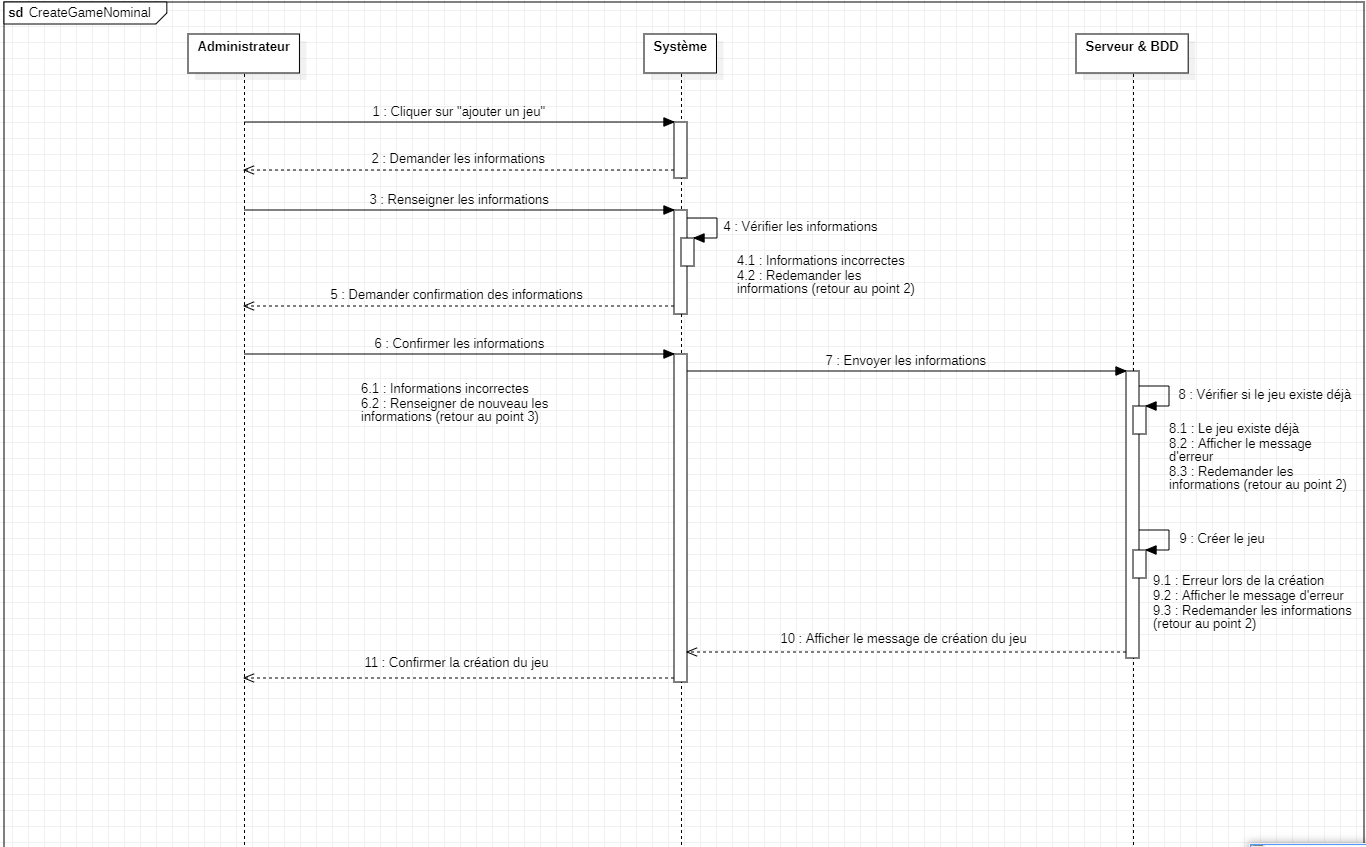 sd CreateGameNominal
Administrateur
Système
Serveur & BDD
1 : Cliquer sur "ajouter un jeu"
2 : Demander les informations
3 : Renseigner les informations
4 : Vérifier les informations
4.1 : Informations incorrectes
4.2 : Redemander les
informations (retour au point 2)
5 : Demander confirmation des informations
6 : Confirmer les informations
7 : Envoyer les informations
6.1 : Informations incorrectes
6.2 : Renseigner de nouveau les
informations (retour au point 3)
8 : Vérifier si le jeu existe déjà
8.1 : Le jeu existe déjà
8.2 : Afficher le message
d'erreur
8.3 : Redemander les
informations (retour au point 2)
9 : Créer le jeu
9.1 : Erreur lors de la création
9.2 : Afficher le message d'erreur
9.3 : Redemander les informations
(retour au point 2)
10 : Afficher le message de création du jeu
11 : Confirmer la création du jeu